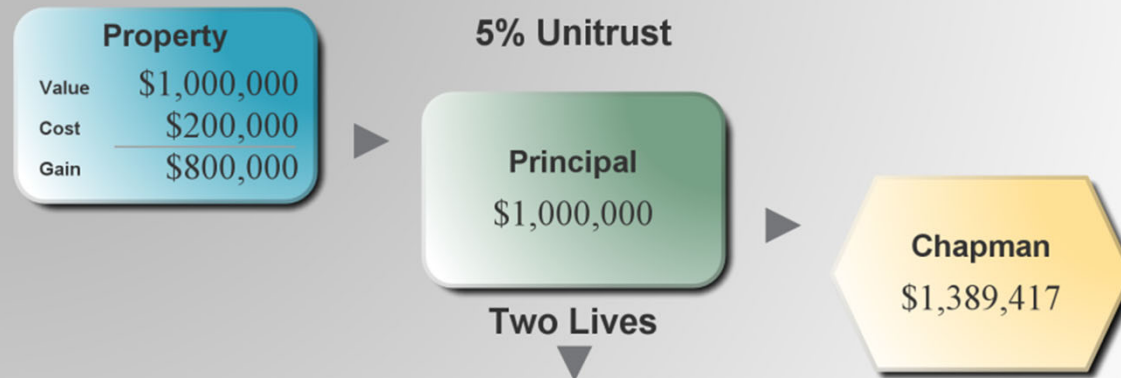 Property
Value $1,000,000
Cost $200,000
Gain $800,000
5% Unitrust
Principal
$1,000,000
Two Lives
Chapman
$1,389,417